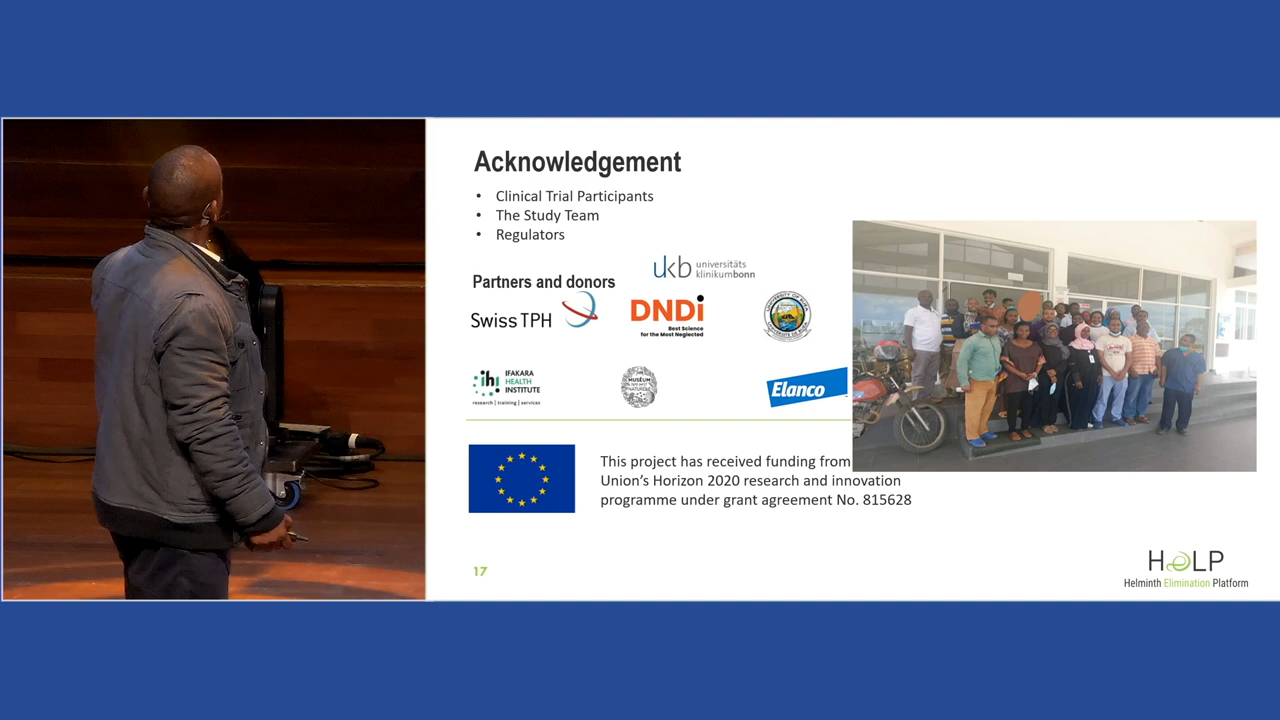 Acknowledgement
• Clinical Trial Participants
• The Study Team
• Regulators
Partners and donors
ukb universitäts
klinikumbonn
Swiss TPH
DNDi
Best Science
for the Most Neglected
ihi IFAKARA
HEALTH
INSTITUTE
research | training | services
MUSÉUM
Elanco
This project has received funding from
Union's Horizon 2020 research and innovation
programme under grant agreement No. 815628
17
HeLP
Helminth Elimination Platform